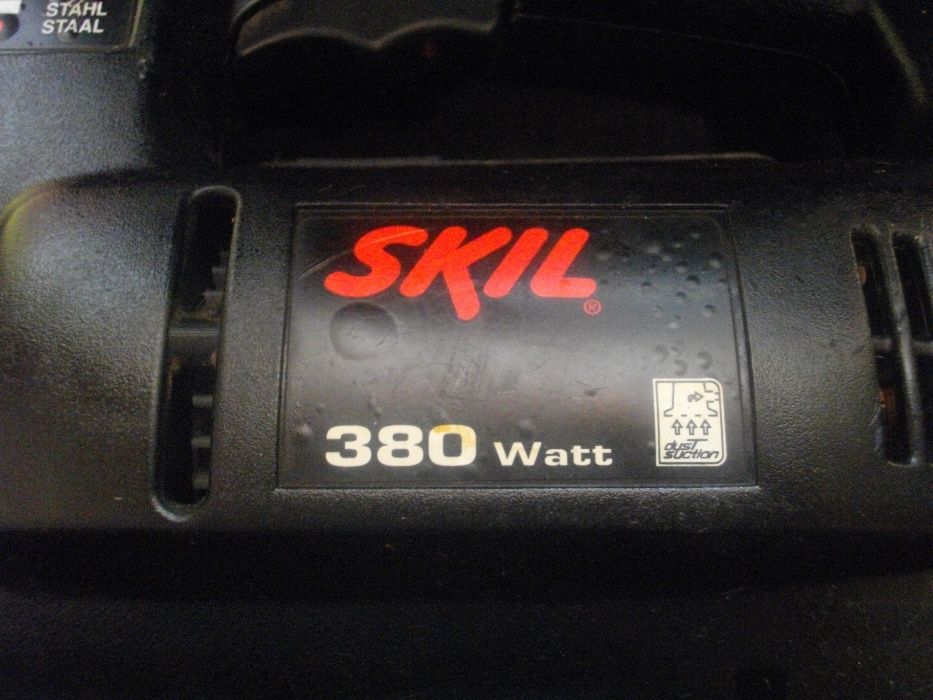 STAHL
STAAL
SKIL®
380 Watt
dust
suction